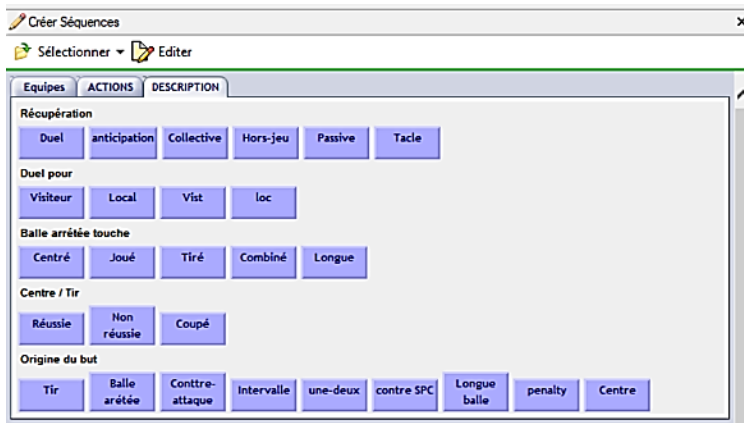 Créer Séquences
Sélectionner Editer
Equipes ACTIONS DESCRIPTION
Récupération
Duel anticipation Collective Hors-jeu Passive Tacle
Duel pour
Visiteur Local Vist loc
Balle arrétée touche
Centré Joué Tiré Combiné Longue
Centre / Tir
Réussie Non réussie Coupé
Origine du but
Tir Balle arétée Conttre-attaque Intervalle une-deux contre SPC Longue balle penalty Centre